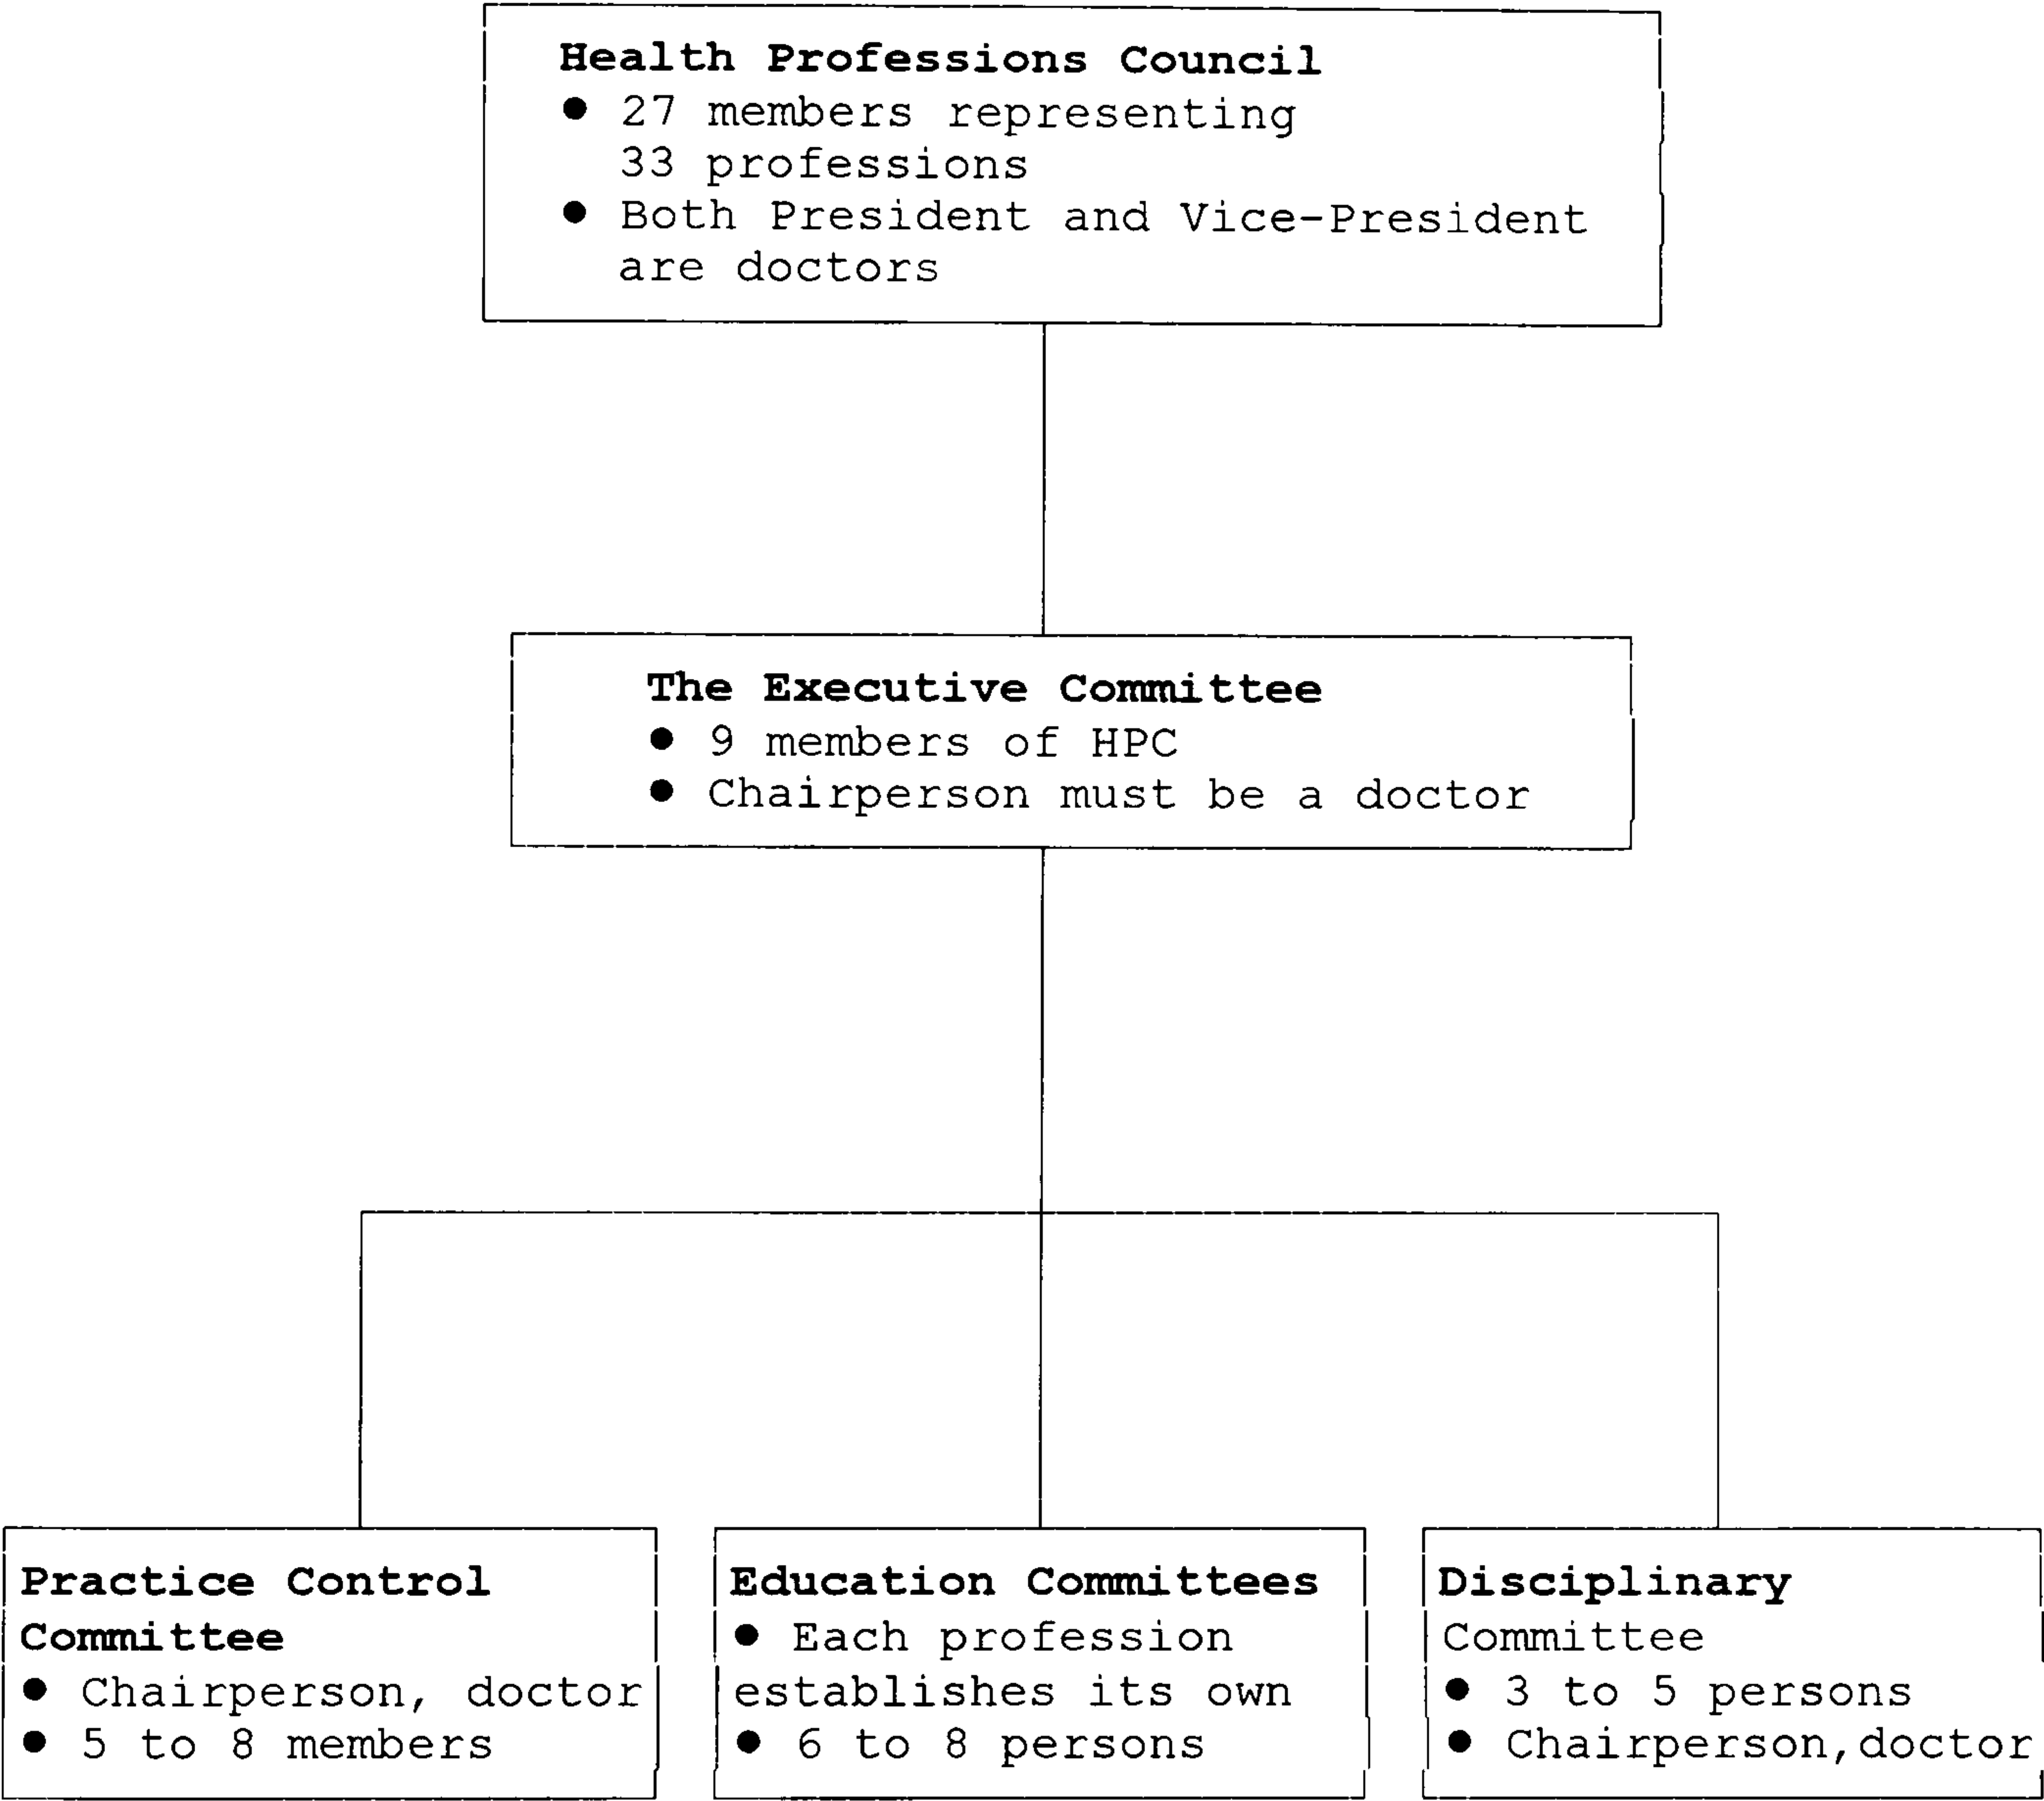 Health Professions Council
● 27 members representing
33 professions
● Both President and Vice-President
are doctors
The Executive Committee
● 9 members of HPC
● Chairperson must be a doctor
Practice Control
Committee
● Chairperson, doctor
● 5 to 8 members
Education Committees
● Each profession
establishes its own
● 6 to 8 persons
Disciplinary
Committee
● 3 to 5 persons
● Chairperson,doctor